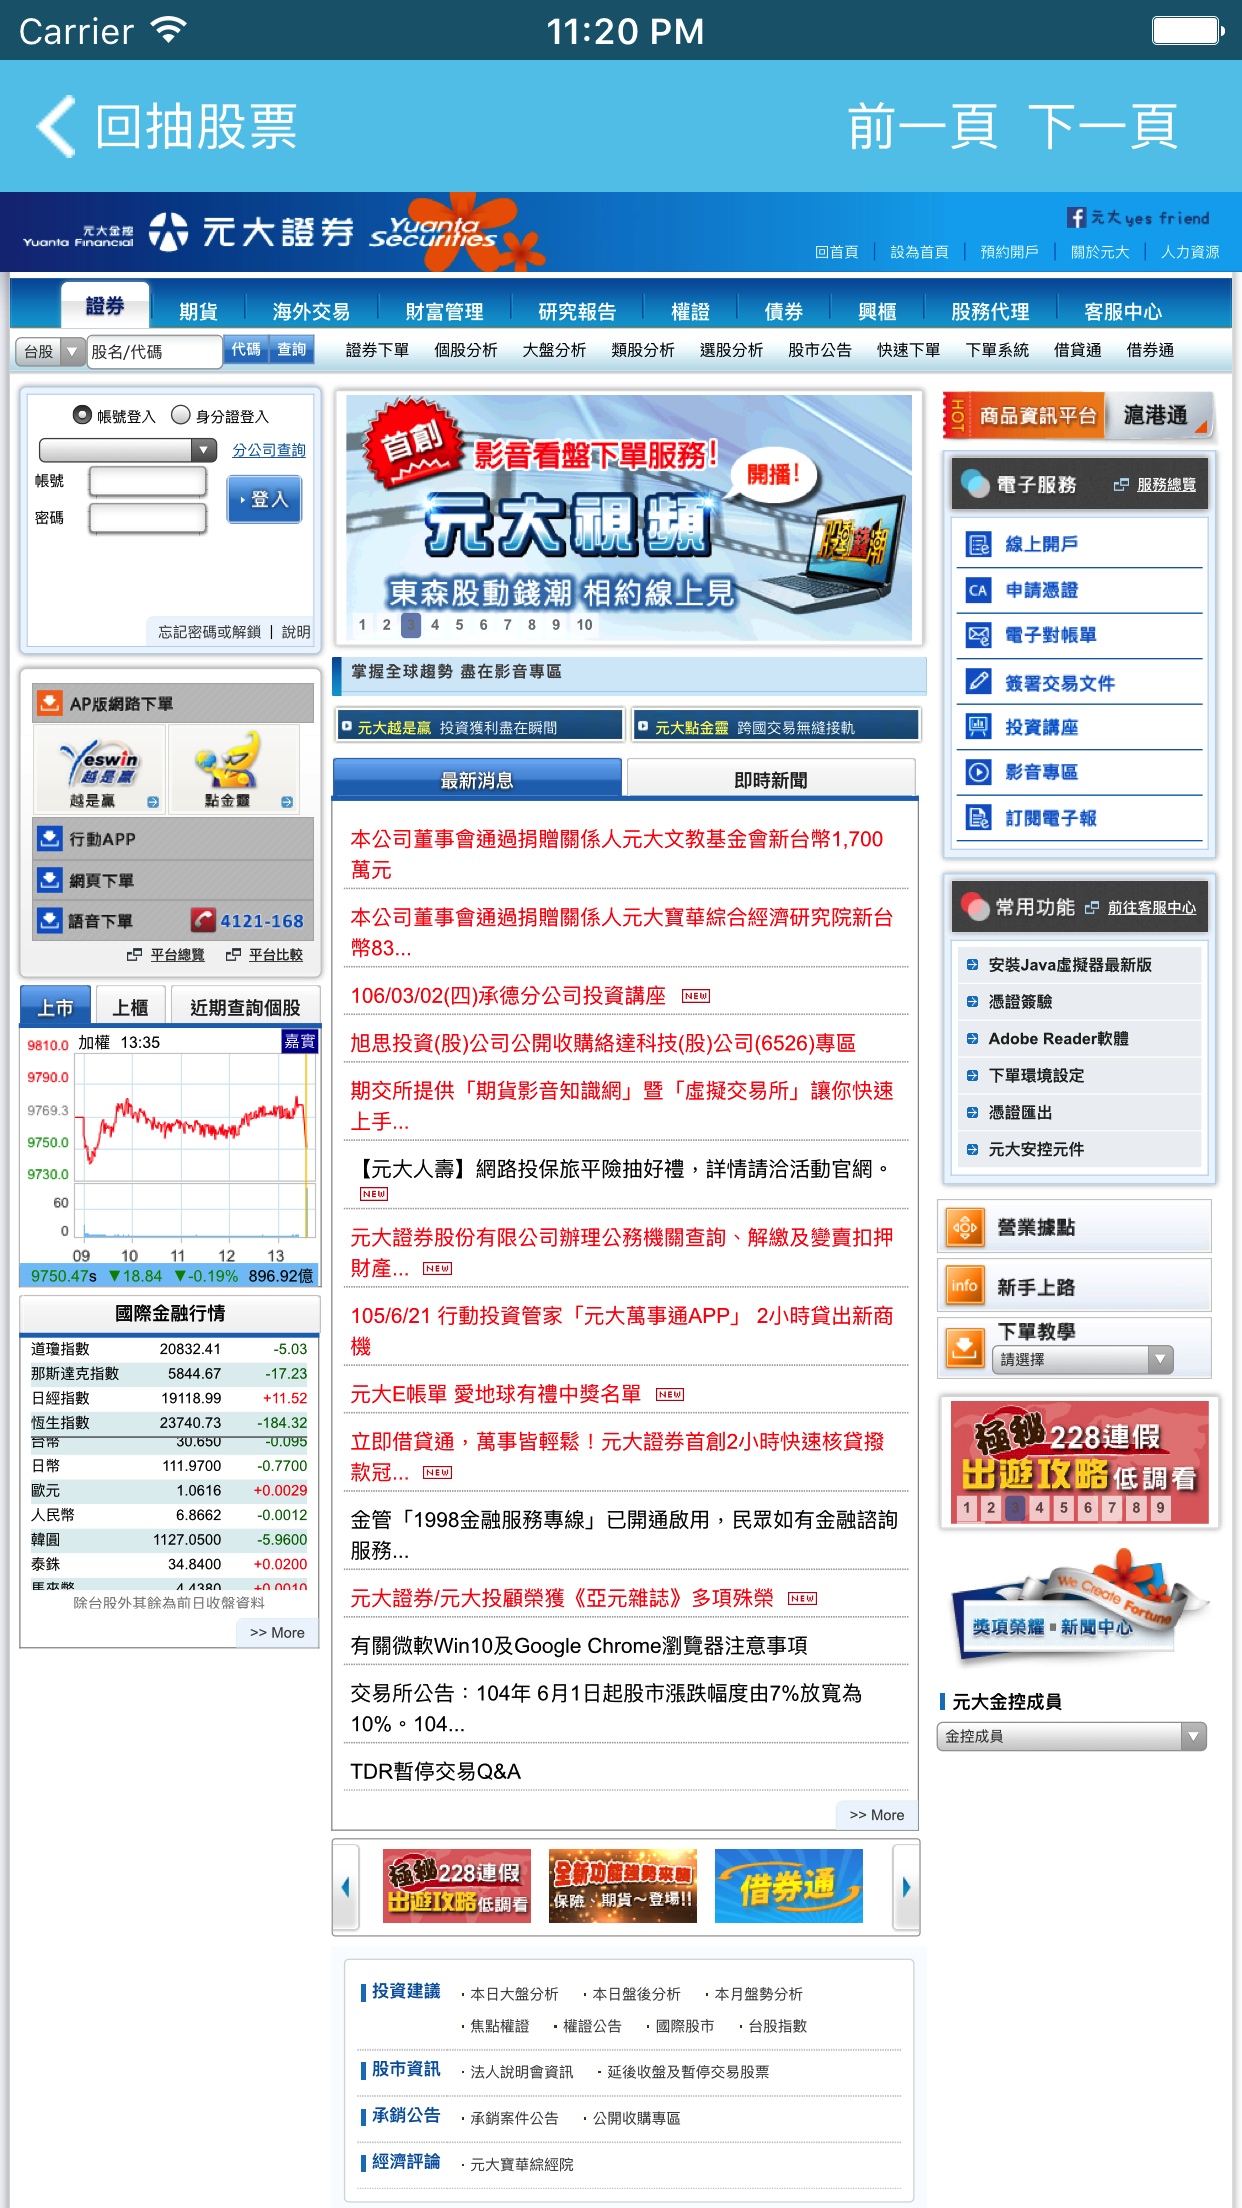 Carrier 11:20 PM
回抽股票 前一頁 下一頁
元大金控
Yuanta Financial 元大證券 Yuanta Securities
元大 yes friend
回首頁 設為首頁 預約開戶 關於元大 人力資源
證券 期貨 海外交易 財富管理 研究報告 權證 債券 興櫃 股務代理 客服中心
台股 股名/代碼 代碼 查詢 證券下單 個股分析 大盤分析 類股分析 選股分析 股市公告 快速下單 下單系統 借貸通 借券通
帳號登入 身分證登入
分公司查詢
帳號
密碼
登入
忘記密碼或解鎖 | 說明
AP版網路下單
Yeswin
越是贏
越是贏 點金靈
行動APP
網頁下單
語音下單 4121-168
平台總覽 平台比較
上市 上櫃 近期查詢個股
加權 13:35 嘉實
9810.0
9790.0
9769.3
9750.0
9730.0
60
0
09 10 11 12 13
9750.47s ▼18.84 ▼-0.19% 896.92億
國際金融行情
道瓊指數 20832.41 -5.03
那斯達克指數 5844.67 -17.23
日經指數 19118.99 +11.52
恆生指數 23740.73 -184.32
台幣 30.650 -0.095
日幣 111.9700 -0.7700
歐元 1.0616 +0.0029
人民幣 6.8662 -0.0012
韓圓 1127.0500 -5.9600
泰銖 34.8400 +0.0200
馬來幣 4.4380 +0.0010
除台股外其餘為前日收盤資料
>> More
首創
影音看盤下單服務!
開播!
元大視頻
股動錢潮
東森股動錢潮 相約線上見
1 2 3 4 5 6 7 8 9 10
掌握全球趨勢 盡在影音專區
元大越是贏 投資獲利盡在瞬間 元大點金靈 跨國交易無縫接軌
最新消息 即時新聞
本公司董事會通過捐贈關係人元大文教基金會新台幣1,700
萬元
本公司董事會通過捐贈關係人元大寶華綜合經濟研究院新台
幣83...
106/03/02(四)承德分公司投資講座 NEW
旭思投資(股)公司公開收購絡達科技(股)公司(6526)專區
期交所提供「期貨影音知識網」暨「虛擬交易所」讓你快速
上手...
【元大人壽】網路投保旅平險抽好禮，詳情請洽活動官網。
NEW
元大證券股份有限公司辦理公務機關查詢、解繳及變賣扣押
財產... NEW
105/6/21 行動投資管家「元大萬事通APP」 2小時貸出新商
機
元大E帳單 愛地球有禮中獎名單 NEW
立即借貸通，萬事皆輕鬆！元大證券首創2小時快速核貸撥
款冠... NEW
金管「1998金融服務專線」已開通啟用，民眾如有金融諮詢
服務...
元大證券/元大投顧榮獲《亞元雜誌》多項殊榮 NEW
有關微軟Win10及Google Chrome瀏覽器注意事項
交易所公告：104年 6月1日起股市漲跌幅度由7%放寬為
10%。104...
TDR暫停交易Q&A
>> More
極秘 228連假
出遊攻略 低調看
全新功能強勢來襲
保險、期貨～登場!!
借券通
投資建議 · 本日大盤分析 · 本日盤後分析 · 本月盤勢分析
· 焦點權證 · 權證公告 · 國際股市 · 台股指數
股市資訊 · 法人說明會資訊 · 延後收盤及暫停交易股票
承銷公告 · 承銷案件公告 · 公開收購專區
經濟評論 · 元大寶華綜經院
HOT 商品資訊平台 滬港通
電子服務 服務總覽
線上開戶
CA 申請憑證
電子對帳單
簽署交易文件
投資講座
影音專區
訂閱電子報
常用功能 前往客服中心
安裝Java虛擬器最新版
憑證簽驗
Adobe Reader軟體
下單環境設定
憑證匯出
元大安控元件
營業據點
info 新手上路
下單教學
請選擇
極秘 228連假
出遊攻略 低調看
1 2 3 4 5 6 7 8 9
We Create Fortune
獎項榮耀 ■ 新聞中心
元大金控成員
金控成員